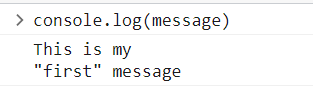 console.log(message)
This is my
"first" message